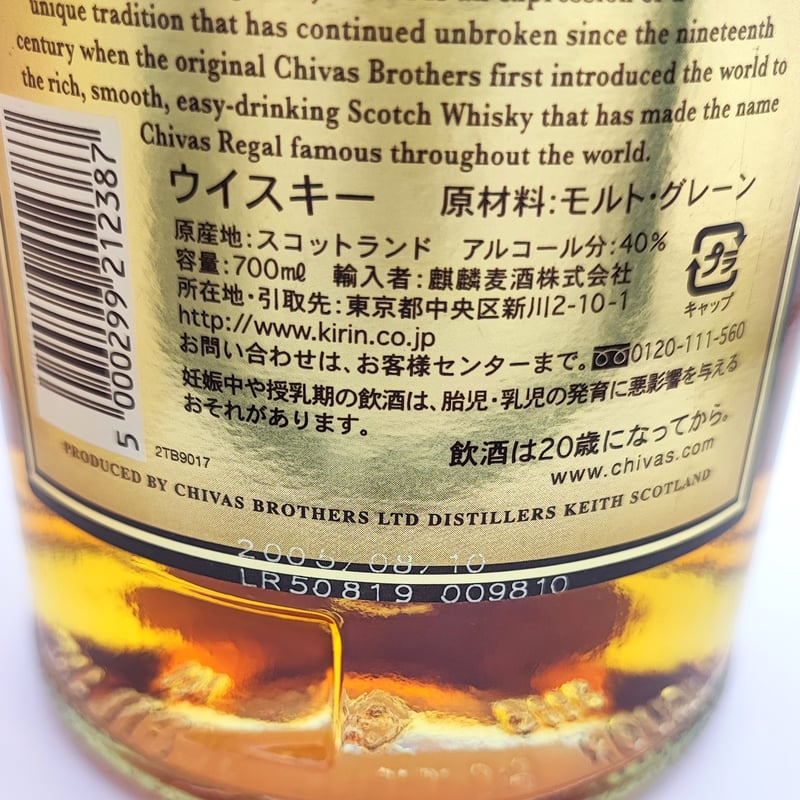 unique tradition that has continued unbroken since the nineteenth
century when the original Chivas Brothers first introduced the world to
the rich, smooth, easy-drinking Scotch Whisky that has made the name
Chivas Regal famous throughout the world.
ウイスキー 原材料:モルト・グレーン
原産地:スコットランド アルコール分:40%
容量:700mℓ 輸入者:麒麟麦酒株式会社
所在地・引取先:東京都中央区新川2-10-1
http://www.kirin.co.jp
お問い合わせは、お客様センターまで。0120-111-560
妊娠中や授乳期の飲酒は、胎児・乳児の発育に悪影響を与える
おそれがあります。
飲酒は20歳になってから。
www.chivas.com
プラ
キャップ
5 000299 212387
2TB9017
PRODUCED BY CHIVAS BROTHERS LTD DISTILLERS KEITH SCOTLAND
2005/08/10
LR50819 009810